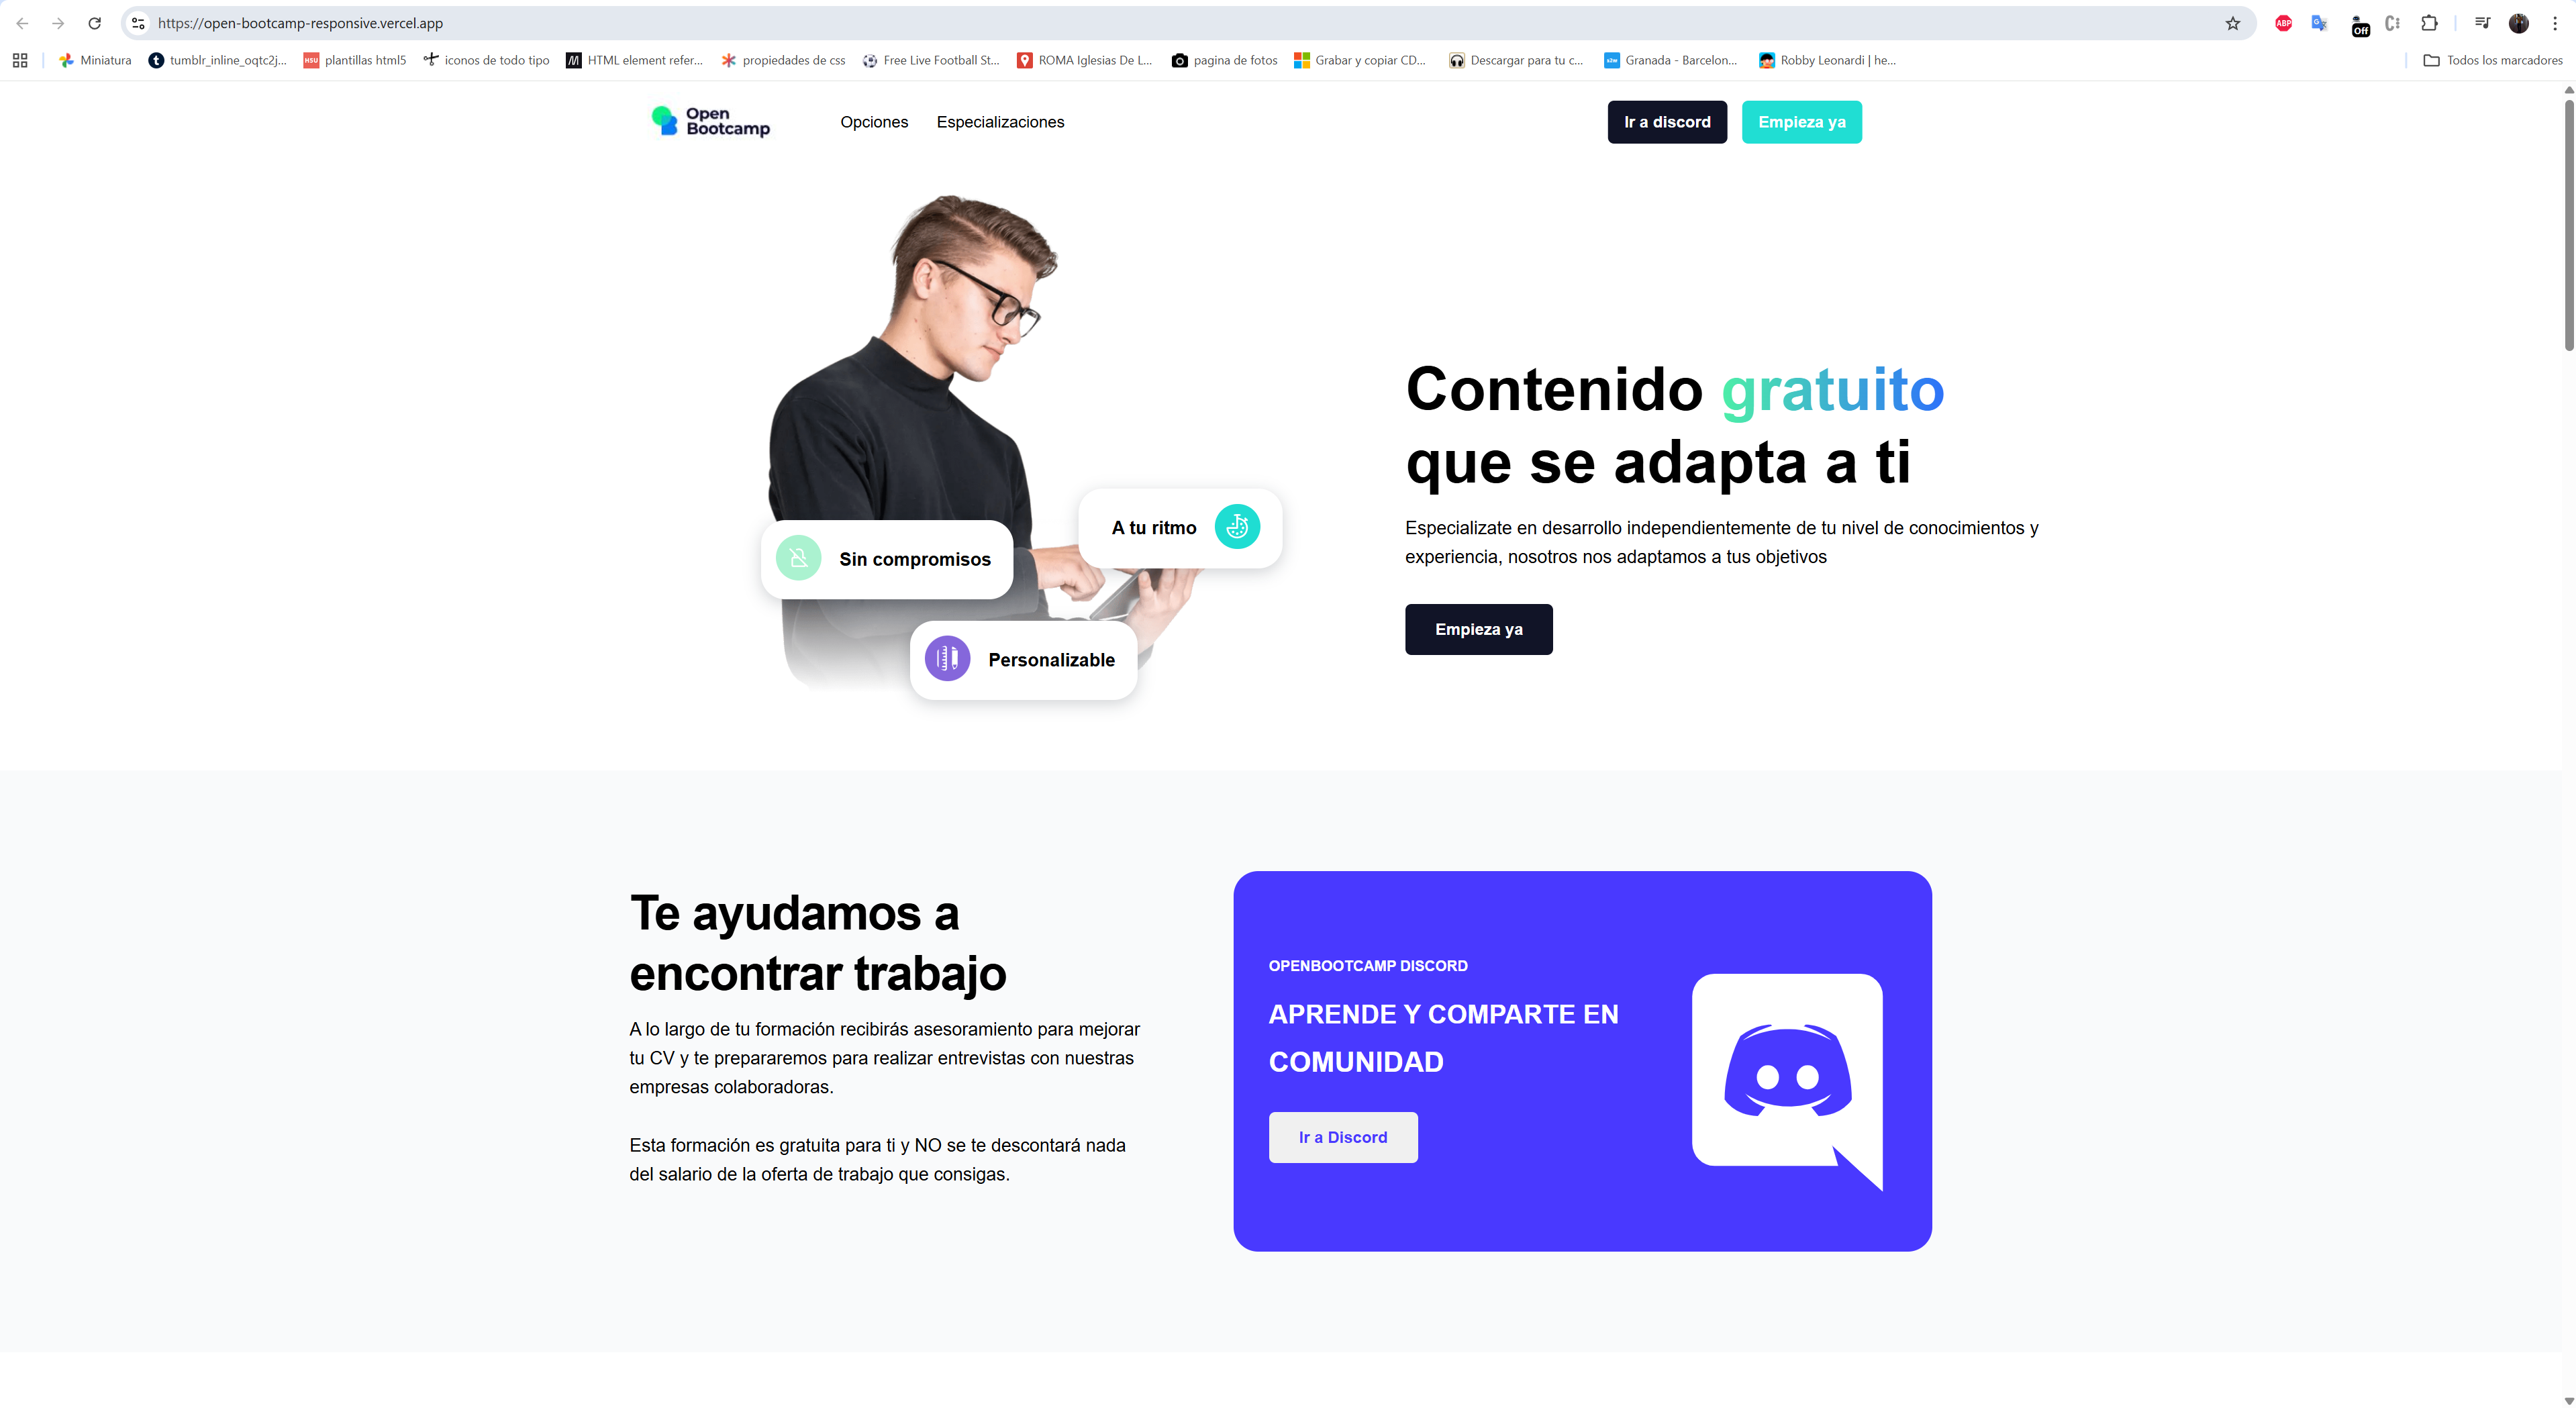 https://open-bootcamp-responsive.vercel.app
ABP
Off
Miniatura
tumblr_inline_oqtc2j...
HSU
plantillas html5
iconos de todo tipo
HTML element refer...
propiedades de css
Free Live Football St...
ROMA Iglesias De L...
pagina de fotos
Grabar y copiar CD...
Descargar para tu c...
Granada - Barcelon...
Robby Leonardi | he...
Todos los marcadores
Open
Bootcamp
Opciones
Especializaciones
Ir a discord
Empieza ya
Contenido gratuito
que se adapta a ti
A tu ritmo
Sin compromisos
Personalizable
Especializate en desarrollo independientemente de tu nivel de conocimientos y
experiencia, nosotros nos adaptamos a tus objetivos
Empieza ya
Te ayudamos a
encontrar trabajo
A lo largo de tu formación recibirás asesoramiento para mejorar
tu CV y te prepararemos para realizar entrevistas con nuestras
empresas colaboradoras.
Esta formación es gratuita para ti y NO se te descontará nada
del salario de la oferta de trabajo que consigas.
OPENBOOTCAMP DISCORD
APRENDE Y COMPARTE EN
COMUNIDAD
Ir a Discord